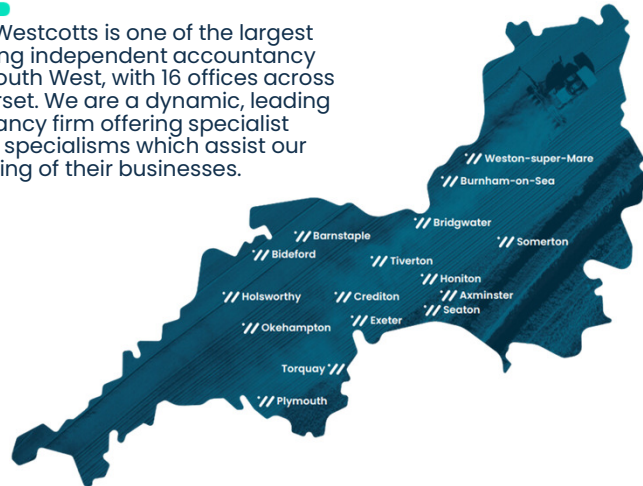 Westcotts is one of the largest
ng independent accountancy
outh West, with 16 offices across
rset. We are a dynamic, leading
ancy firm offering specialist
specialisms which assist our
ing of their businesses.
Weston-super-Mare
Burnham-on-Sea
Bridgwater
Barnstaple
Somerton
Bideford
Tiverton
Honiton
Holsworthy
Crediton
Axminster
Seaton
Exeter
Okehampton
Torquay
Plymouth